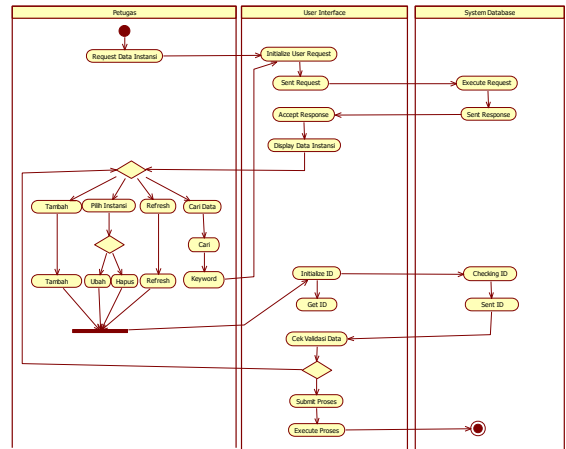 Petugas
User Interface
System Database
Request Data Instansi
Initialize User Request
Sent Request
Execute Request
Accept Response
Sent Response
Display Data Instansi
Tambah
Pilih Instansi
Refresh
Cari Data
Cari
Tambah
Ubah
Hapus
Refresh
Keyword
Initialize ID
Checking ID
Get ID
Sent ID
Cek Validasi Data
Submit Proses
Execute Proses